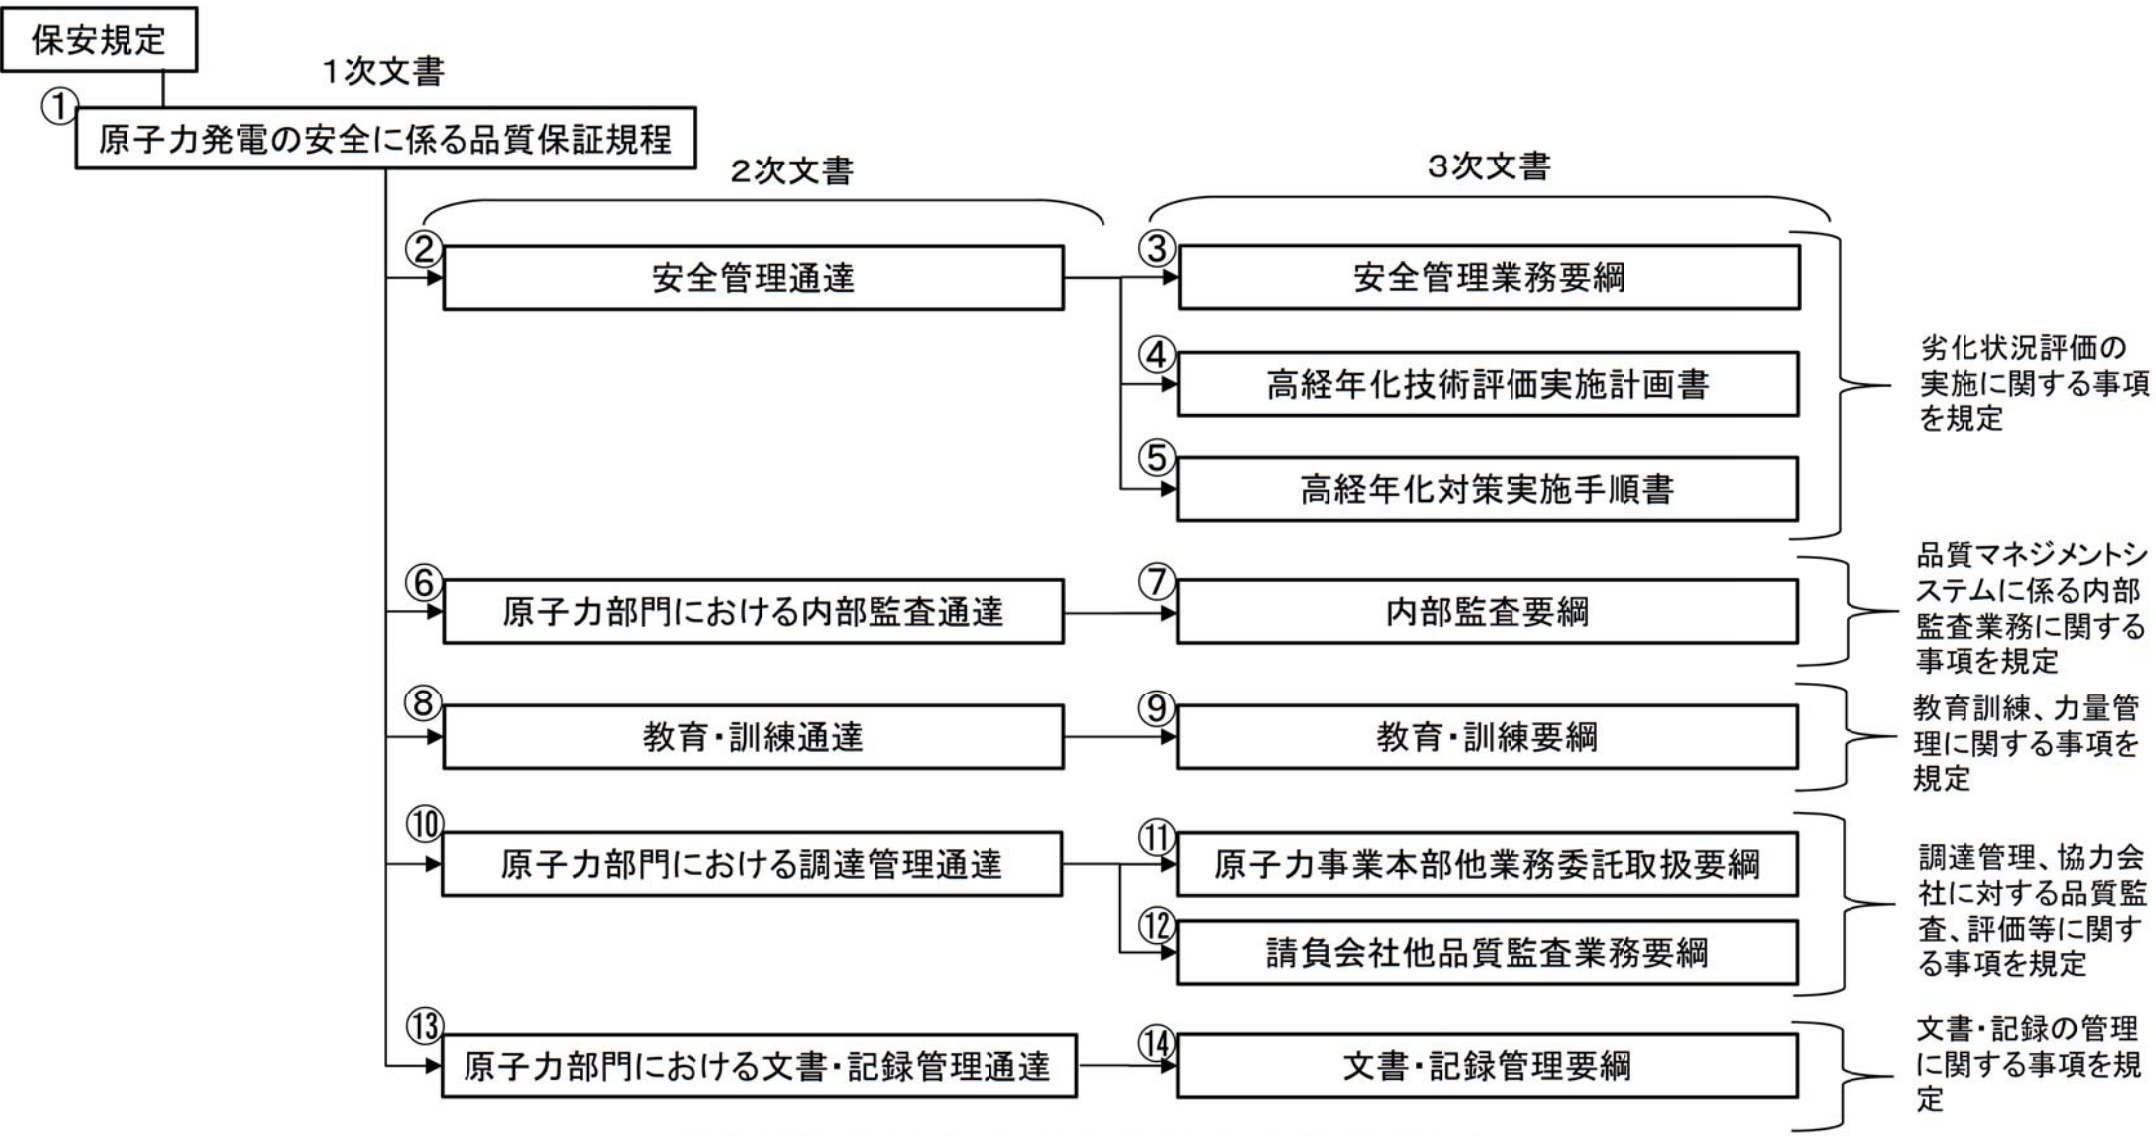 保安規定
1次文書
①
原子力発電の安全に係る品質保証規程
2次文書
3次文書
②
安全管理通達
③
安全管理業務要綱
④
高経年化技術評価実施計画書
⑤
高経年化対策実施手順書
劣化状況評価の
実施に関する事項
を規定
⑥
原子力部門における内部監査通達
⑦
内部監査要綱
品質マネジメントシ
ステムに係る内部
監査業務に関する
事項を規定
⑧
教育・訓練通達
⑨
教育・訓練要綱
教育訓練、力量管
理に関する事項を
規定
⑩
原子力部門における調達管理通達
⑪
原子力事業本部他業務委託取扱要綱
⑫
請負会社他品質監査業務要綱
調達管理、協力会
社に対する品質監
査、評価等に関す
る事項を規定
⑬
原子力部門における文書・記録管理通達
⑭
文書・記録管理要綱
文書・記録の管理
に関する事項を規
定